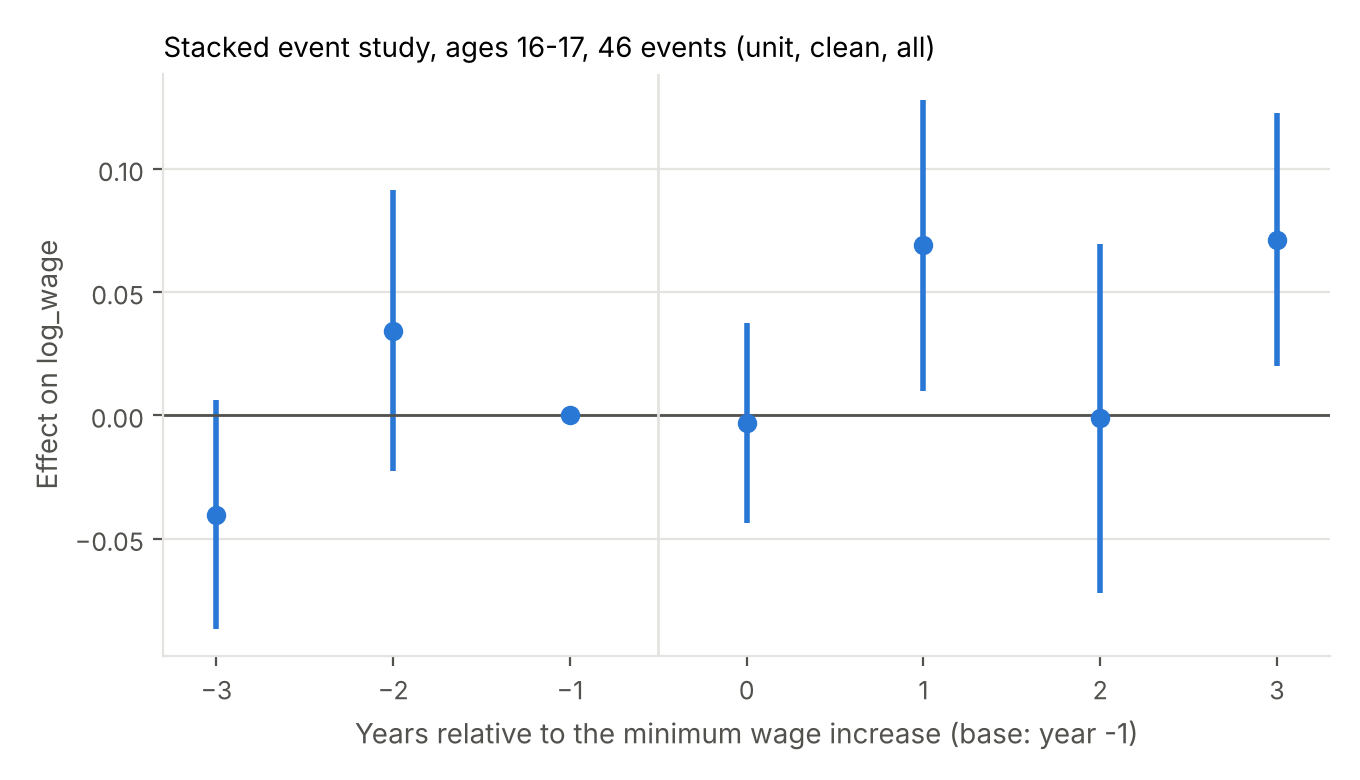 Stacked event study, ages 16-17, 46 events (unit, clean, all)
Effect on log_wage
0.10
0.05
0.00
−0.05
−3 −2 −1 0 1 2 3
Years relative to the minimum wage increase (base: year -1)